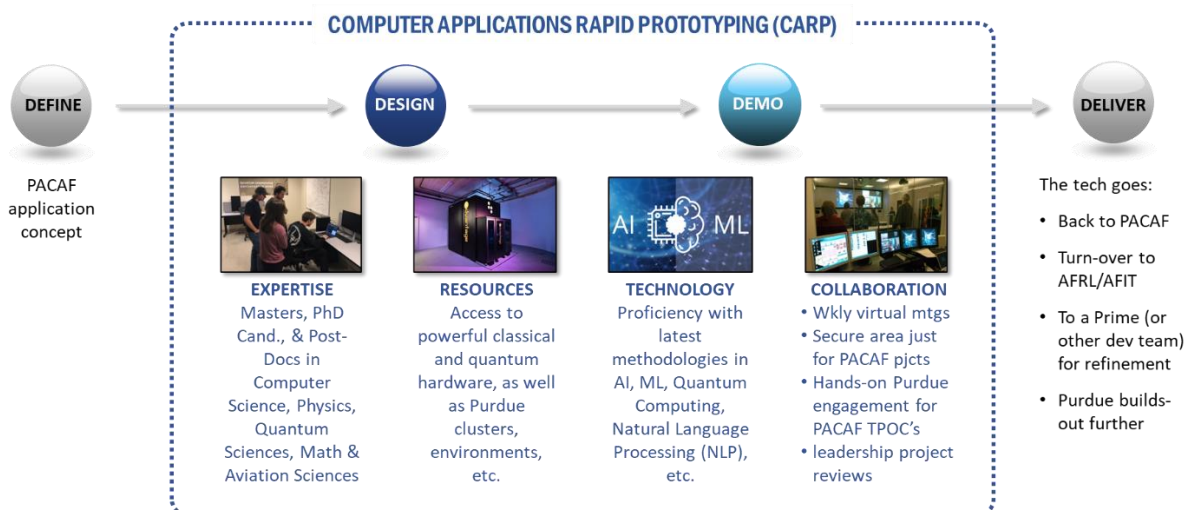 COMPUTER APPLICATIONS RAPID PROTOTYPING (CARP)
DEFINE
DESIGN
DEMO
DELIVER
PACAF
application
concept
AI
ML
EXPERTISE
Masters, PhD
Cand., & Post-
Docs in
Computer
Science, Physics,
Quantum
Sciences, Math &
Aviation Sciences
RESOURCES
Access to
powerful classical
and quantum
hardware, as well
as Purdue
clusters,
environments,
etc.
TECHNOLOGY
Proficiency with
latest
methodologies in
AI, ML, Quantum
Computing,
Natural Language
Processing (NLP),
etc.
COLLABORATION
• Wkly virtual mtgs
• Secure area just
for PACAF pjcts
• Hands-on Purdue
engagement for
PACAF TPOC's
• leadership project
reviews
The tech goes:
• Back to PACAF
• Turn-over to
AFRL/AFIT
• To a Prime (or
other dev team)
for refinement
• Purdue builds-
out further